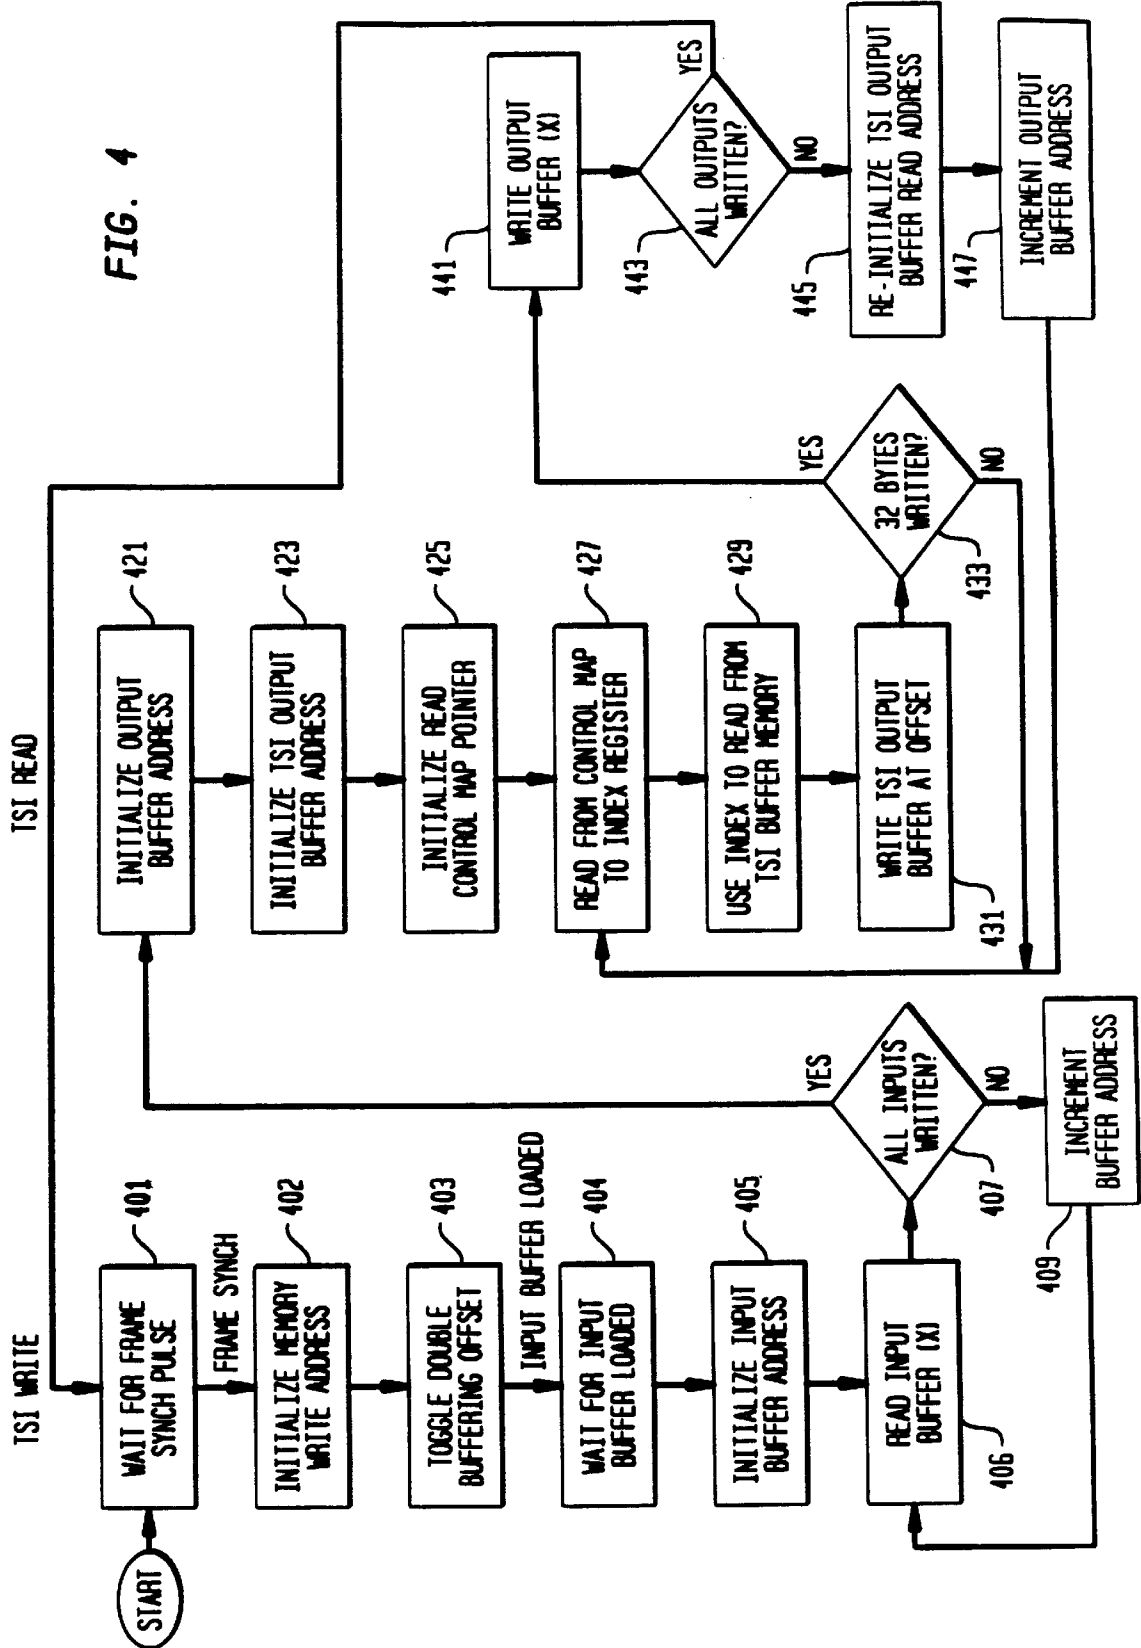 FIG. 4
TSI WRITE
START
WAIT FOR FRAME
SYNCH PULSE
401
FRAME SYNCH
INITIALIZE MEMORY
WRITE ADDRESS
402
TOGGLE DOUBLE
BUFFERING OFFSET
403
INPUT BUFFER LOADED
WAIT FOR INPUT
BUFFER LOADED
404
INITIALIZE INPUT
BUFFER ADDRESS
405
READ INPUT
BUFFER (X)
406
ALL INPUTS
WRITTEN?
407
YES
NO
INCREMENT
BUFFER ADDRESS
409
TSI READ
INITIALIZE OUTPUT
BUFFER ADDRESS
421
INITIALIZE TSI OUTPUT
BUFFER ADDRESS
423
INITIALIZE READ
CONTROL MAP POINTER
425
READ FROM CONTROL MAP
TO INDEX REGISTER
427
USE INDEX TO READ FROM
TSI BUFFER MEMORY
429
WRITE TSI OUTPUT
BUFFER AT OFFSET
431
32 BYTES
WRITTEN?
433
YES
NO
WRITE OUTPUT
BUFFER (X)
441
ALL OUTPUTS
WRITTEN?
443
YES
NO
RE-INITIALIZE TSI OUTPUT
BUFFER READ ADDRESS
445
INCREMENT OUTPUT
BUFFER ADDRESS
447